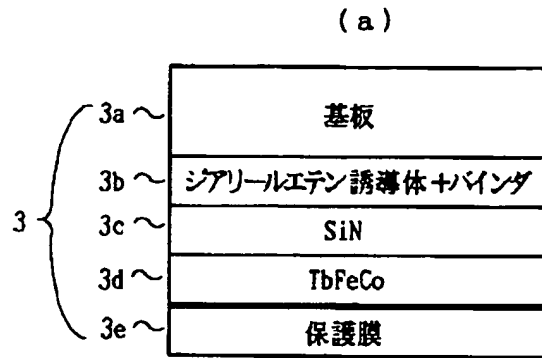 (a)
3a 基板
3b ジアリールエテン誘導体+バインダ
3 3c SiN
3d TbFeCo
3e 保護膜